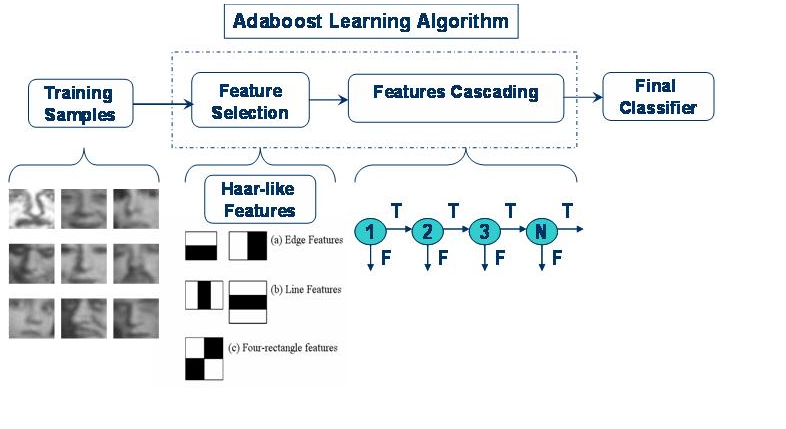 Adaboost Learning Algorithm
Training
Samples
Feature
Selection
Features Cascading
Final
Classifier
Haar-like
Features
(a) Edge Features
(b) Line Features
(c) Four-rectangle features
T T T T
1 2 3 N
F F F F